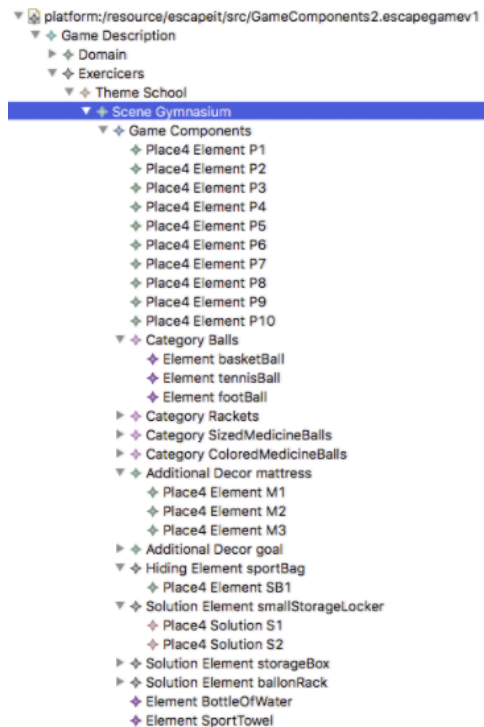 platform:/resource/escapeit/src/GameComponents2.escapegamev1
Game Description
Domain
Exercicers
Theme School
Scene Gymnasium
Game Components
Place4 Element P1
Place4 Element P2
Place4 Element P3
Place4 Element P4
Place4 Element P5
Place4 Element P6
Place4 Element P7
Place4 Element P8
Place4 Element P9
Place4 Element P10
Category Balls
Element basketBall
Element tennisBall
Element footBall
Category Rackets
Category SizedMedicineBalls
Category ColoredMedicineBalls
Additional Decor mattress
Place4 Element M1
Place4 Element M2
Place4 Element M3
Additional Decor goal
Hiding Element sportBag
Place4 Element SB1
Solution Element smallStorageLocker
Place4 Solution S1
Place4 Solution S2
Solution Element storageBox
Solution Element ballonRack
Element BottleOfWater
Element SportTowel